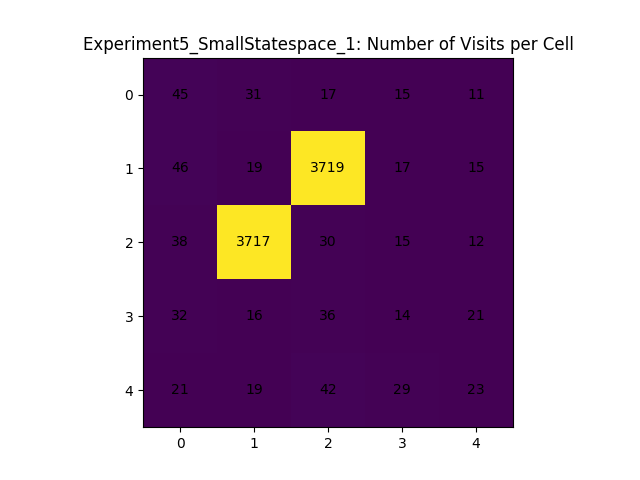 Experiment5_SmallStatespace_1: Number of Visits per Cell
0 45 31 17 15 11
1 46 19 3719 17 15
2 38 3717 30 15 12
3 32 16 36 14 21
4 21 19 42 29 23
0 1 2 3 4